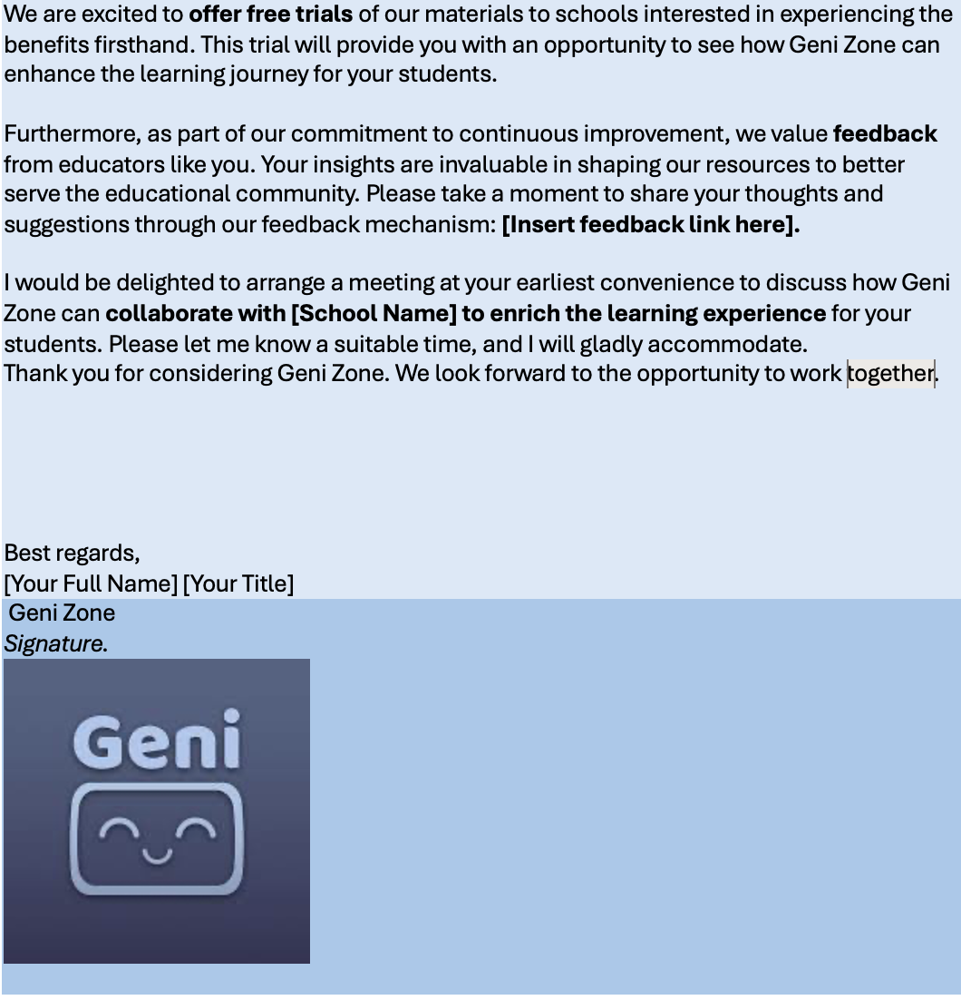 We are excited to offer free trials of our materials to schools interested in experiencing the
benefits firsthand. This trial will provide you with an opportunity to see how Geni Zone can
enhance the learning journey for your students.
Furthermore, as part of our commitment to continuous improvement, we value feedback
from educators like you. Your insights are invaluable in shaping our resources to better
serve the educational community. Please take a moment to share your thoughts and
suggestions through our feedback mechanism: [Insert feedback link here].
I would be delighted to arrange a meeting at your earliest convenience to discuss how Geni
Zone can collaborate with [School Name] to enrich the learning experience for your
students. Please let me know a suitable time, and I will gladly accommodate.
Thank you for considering Geni Zone. We look forward to the opportunity to work together.
Best regards,
[Your Full Name] [Your Title]
Geni Zone
Signature.
Geni